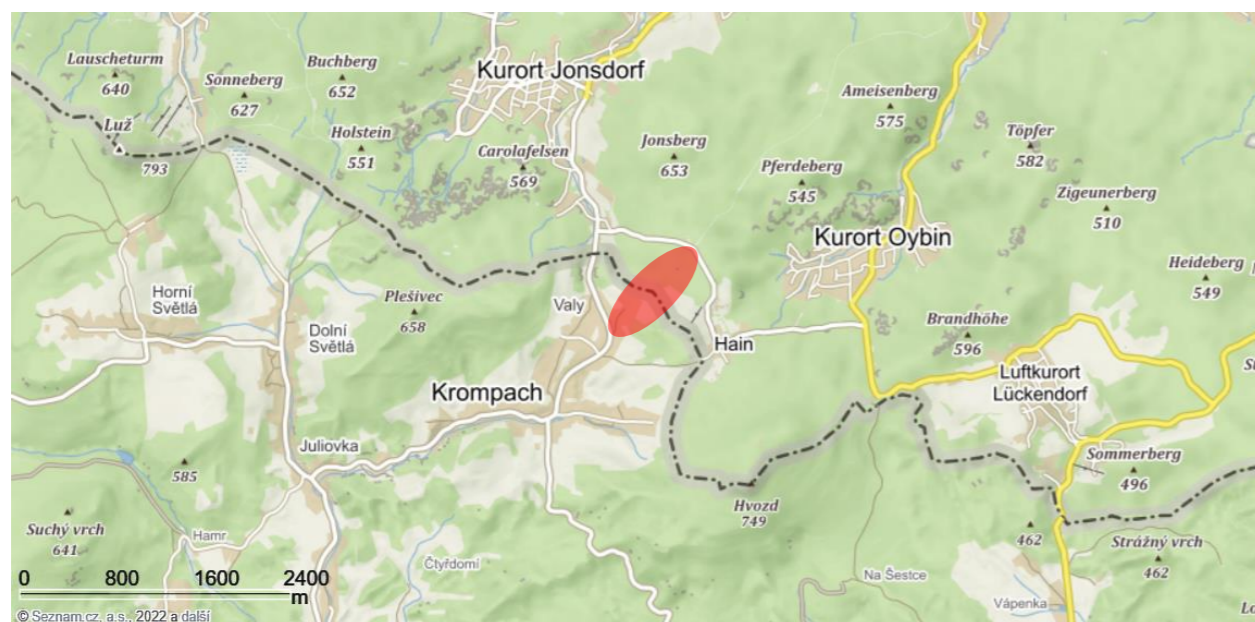 Lauscheturm
640
Sonneberg
627
Buchberg
652
Kurort Jonsdorf
Luž
793
Holstein
551
Carolafelsen
569
Jonsberg
653
Ameisenberg
575
Töpfer
582
Pferdeberg
545
Zigeunerberg
510
Kurort Oybin
Heideberg
549
Horní
Světlá
Dolní
Světlá
Plešivec
658
Valy
Hain
Brandhöhe
596
Luftkurort
Lückendorf
Krompach
Juliovka
585
Sommerberg
496
Hvozd
749
Suchý vrch
641
Hamr
Čtyřdomí
462
Strážný vrch
462
Na Šestce
Vápenka
0 800 1600 2400
m
© Seznam.cz, a.s., 2022 a další